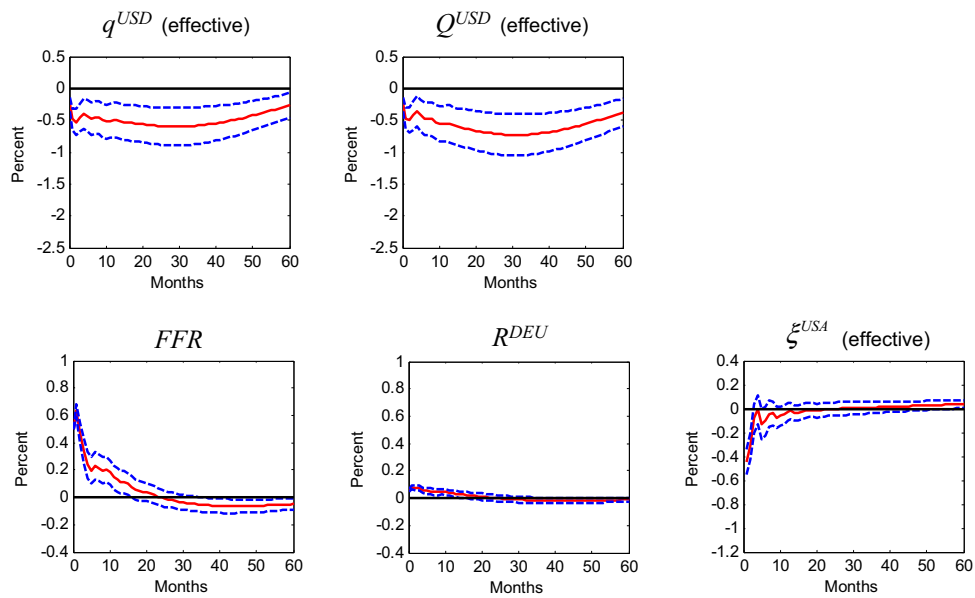 q^USD (effective) Q^USD (effective)
0.5 0.5
0 0
-0.5 -0.5
Percent Percent
-1 -1
-1.5 -1.5
-2 -2
-2.5 -2.5
0 10 20 30 40 50 60 0 10 20 30 40 50 60
Months Months
FFR R^DEU ξ^USA (effective)
1 1 0.4
0.8 0.8 0.2
0.6 0.6 0
0.4 0.4 -0.2
Percent Percent Percent
0.2 0.2 -0.4
0 0 -0.6
-0.2 -0.2 -0.8
-0.4 -0.4 -1
-1.2
0 10 20 30 40 50 60 0 10 20 30 40 50 60 0 10 20 30 40 50 60
Months Months Months